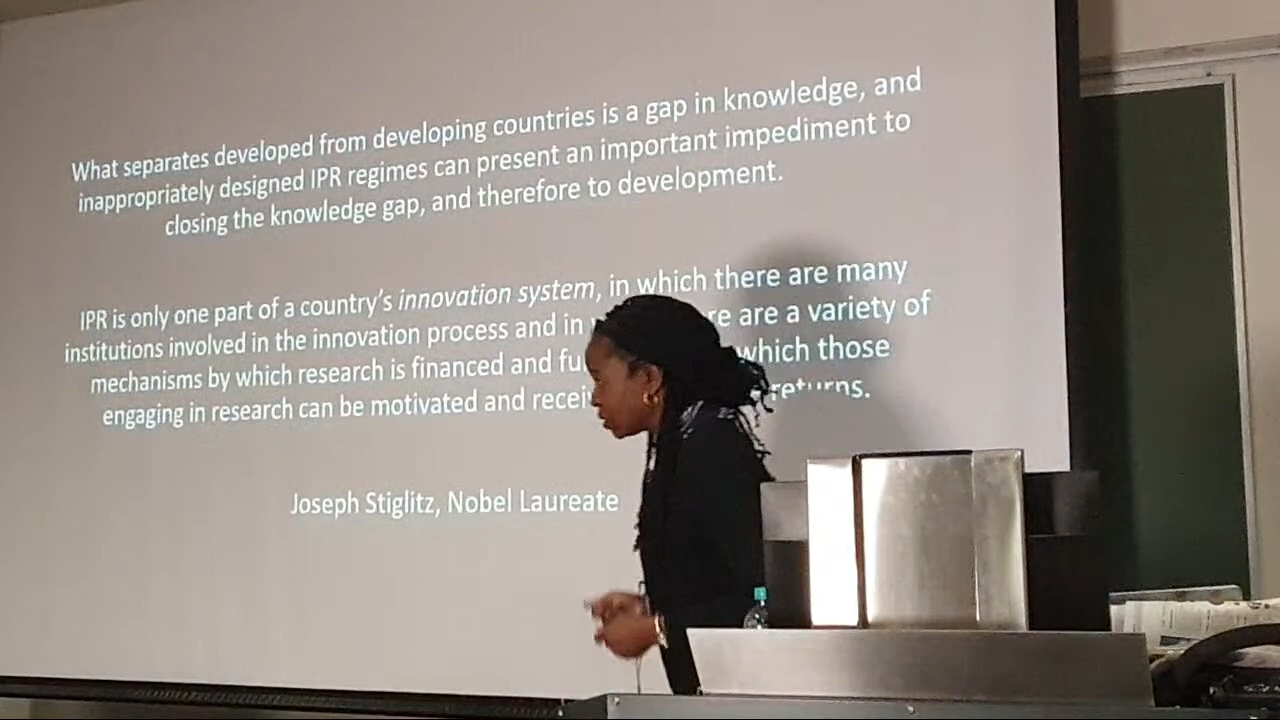 What separates developed from developing countries is a gap in knowledge, and
inappropriately designed IPR regimes can present an important impediment to
closing the knowledge gap, and therefore to development.
IPR is only one part of a country's innovation system, in which there are many
institutions involved in the innovation process and in are a variety of
mechanisms by which research is financed and which those
engaging in research can be motivated and returns.
Joseph Stiglitz, Nobel Laureate